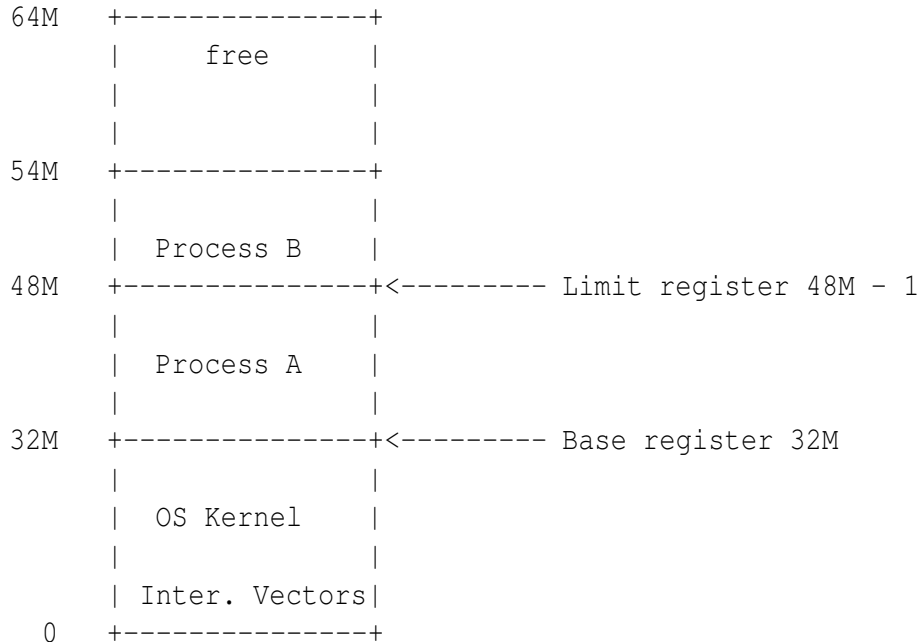 64M +---------------+
| free |
| |
| |
54M +---------------+
| |
| Process B |
48M +---------------+<--------- Limit register 48M - 1
| |
| Process A |
| |
32M +---------------+<--------- Base register 32M
| |
| OS Kernel |
| |
| Inter. Vectors|
0 +---------------+